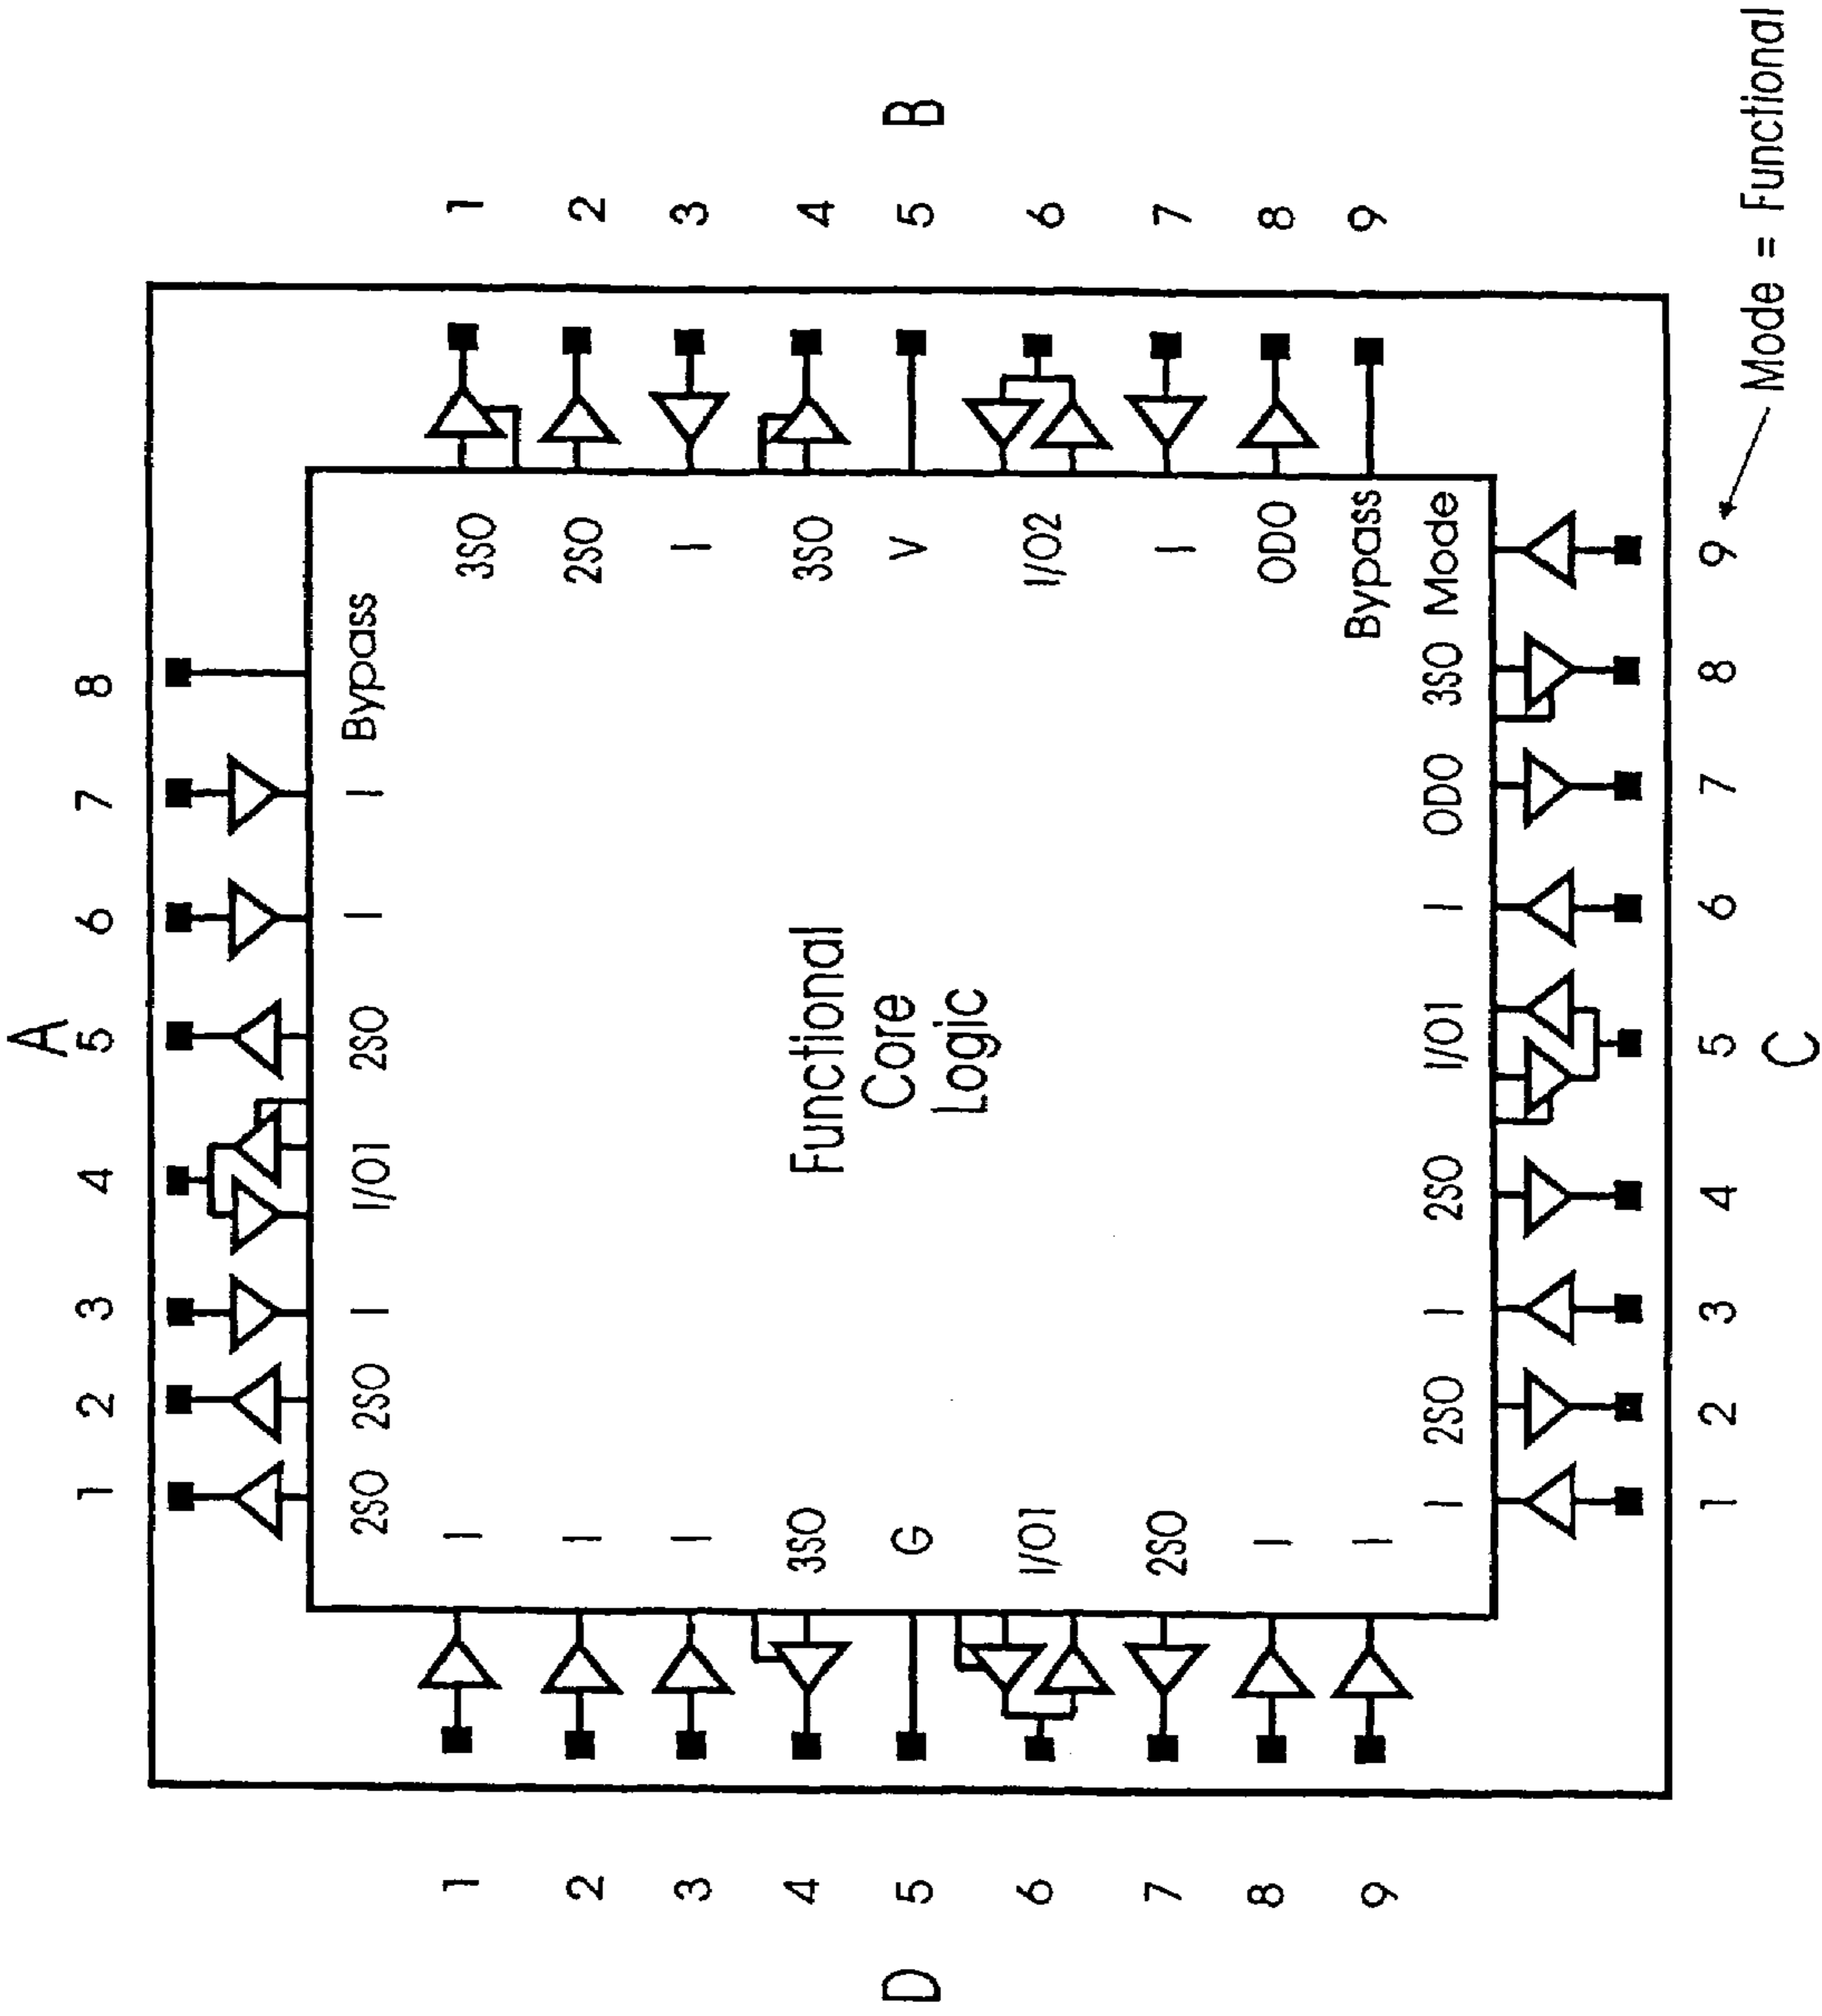 A
1 2 3 4 5 6 7 8
2SO 2SO I I/O1 2SO I I Bypass
1 I 3SO 1
2 I 2SO 2
3 I I 3
4 3SO Functional 3SO 4
D 5 G Core V 5 B
6 I/O1 Logic I/O2 6
7 2SO I 7
8 I ODO 8
9 I Bypass 9
I 2SO I 2SO I/O1 I ODO 3SO Mode
1 2 3 4 5 6 7 8 9
C
Mode = Functional